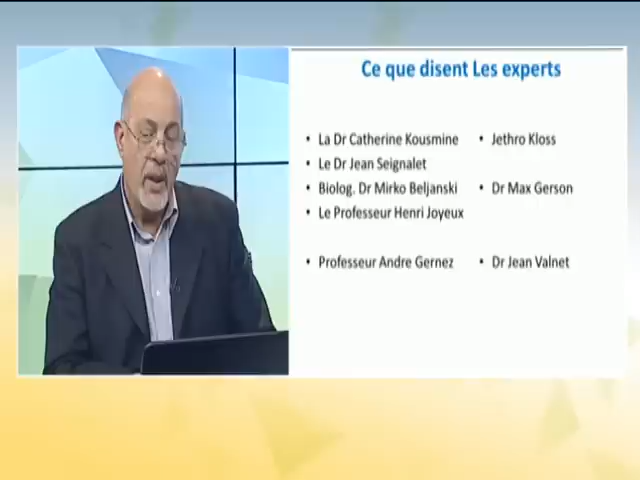 Ce que disent Les experts
• La Dr Catherine Kousmine
• Jethro Kloss
• Le Dr Jean Seignalet
• Biolog. Dr Mirko Beljanski
• Dr Max Gerson
• Le Professeur Henri Joyeux
• Professeur Andre Gernez
• Dr Jean Valnet